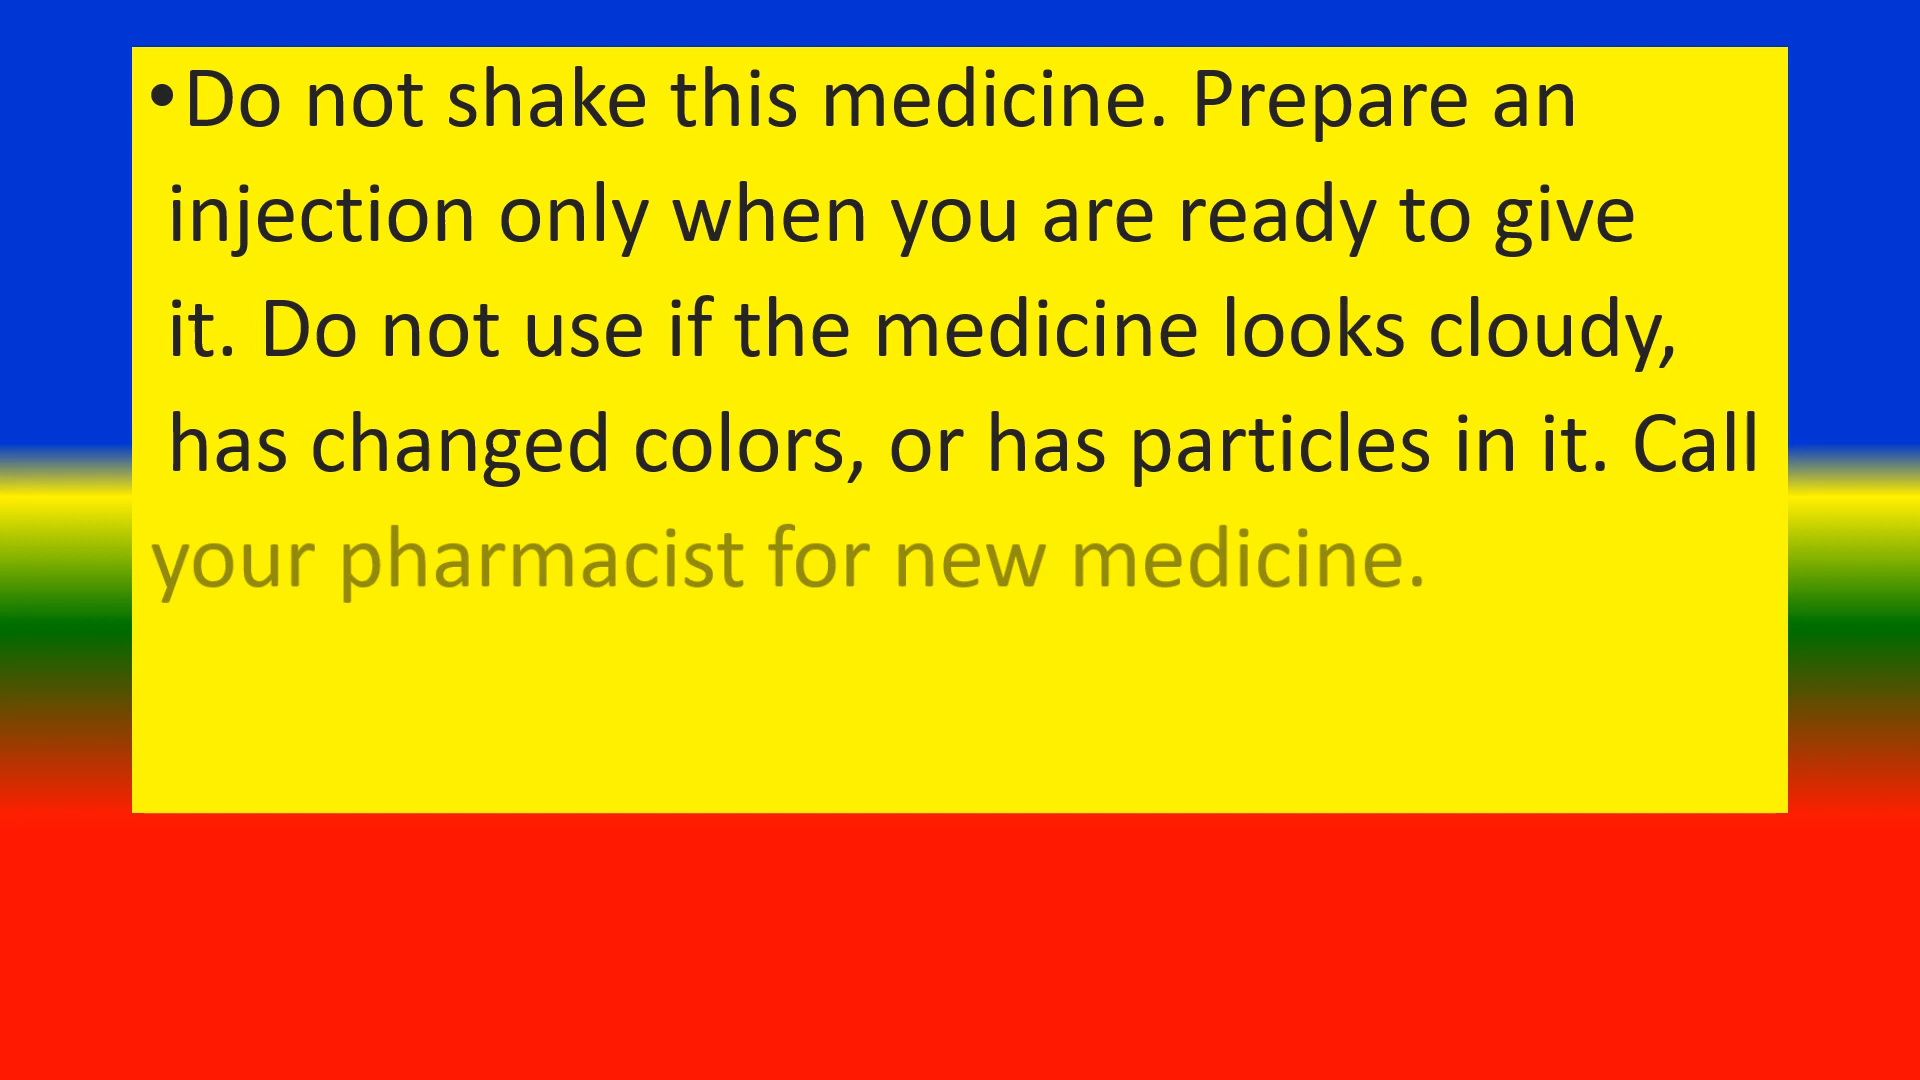 •Do not shake this medicine. Prepare an
injection only when you are ready to give
it. Do not use if the medicine looks cloudy,
has changed colors, or has particles in it. Call
your pharmacist for new medicine.